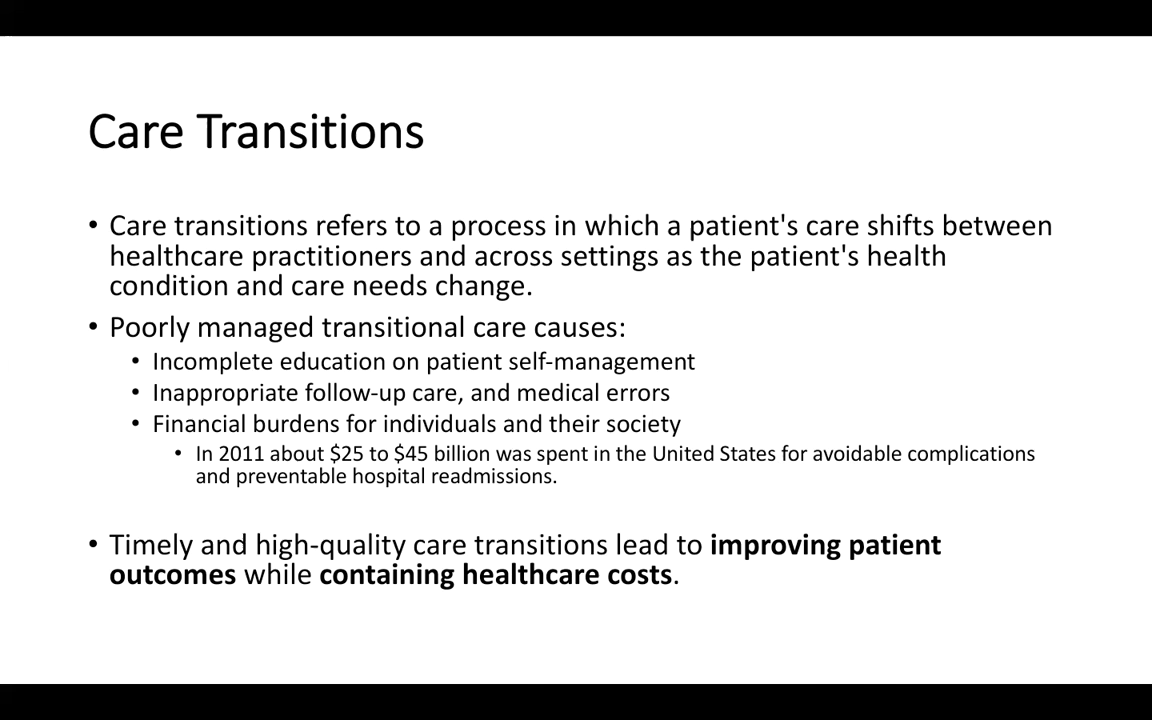 Care Transitions
• Care transitions refers to a process in which a patient's care shifts between
healthcare practitioners and across settings as the patient's health
condition and care needs change.
• Poorly managed transitional care causes:
• Incomplete education on patient self-management
• Inappropriate follow-up care, and medical errors
• Financial burdens for individuals and their society
• In 2011 about $25 to $45 billion was spent in the United States for avoidable complications
and preventable hospital readmissions.
• Timely and high-quality care transitions lead to improving patient
outcomes while containing healthcare costs.